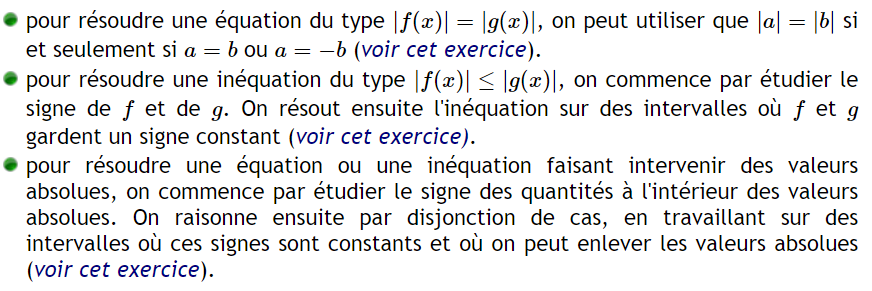 pour résoudre une équation du type |f(x)| = |g(x)|, on peut utiliser que |a| = |b| si
et seulement si a = b ou a = −b (voir cet exercice).
pour résoudre une inéquation du type |f(x)| ≤ |g(x)|, on commence par étudier le
signe de f et de g. On résout ensuite l'inéquation sur des intervalles où f et g
gardent un signe constant (voir cet exercice).
pour résoudre une équation ou une inéquation faisant intervenir des valeurs
absolues, on commence par étudier le signe des quantités à l'intérieur des valeurs
absolues. On raisonne ensuite par disjonction de cas, en travaillant sur des
intervalles où ces signes sont constants et où on peut enlever les valeurs absolues
(voir cet exercice).